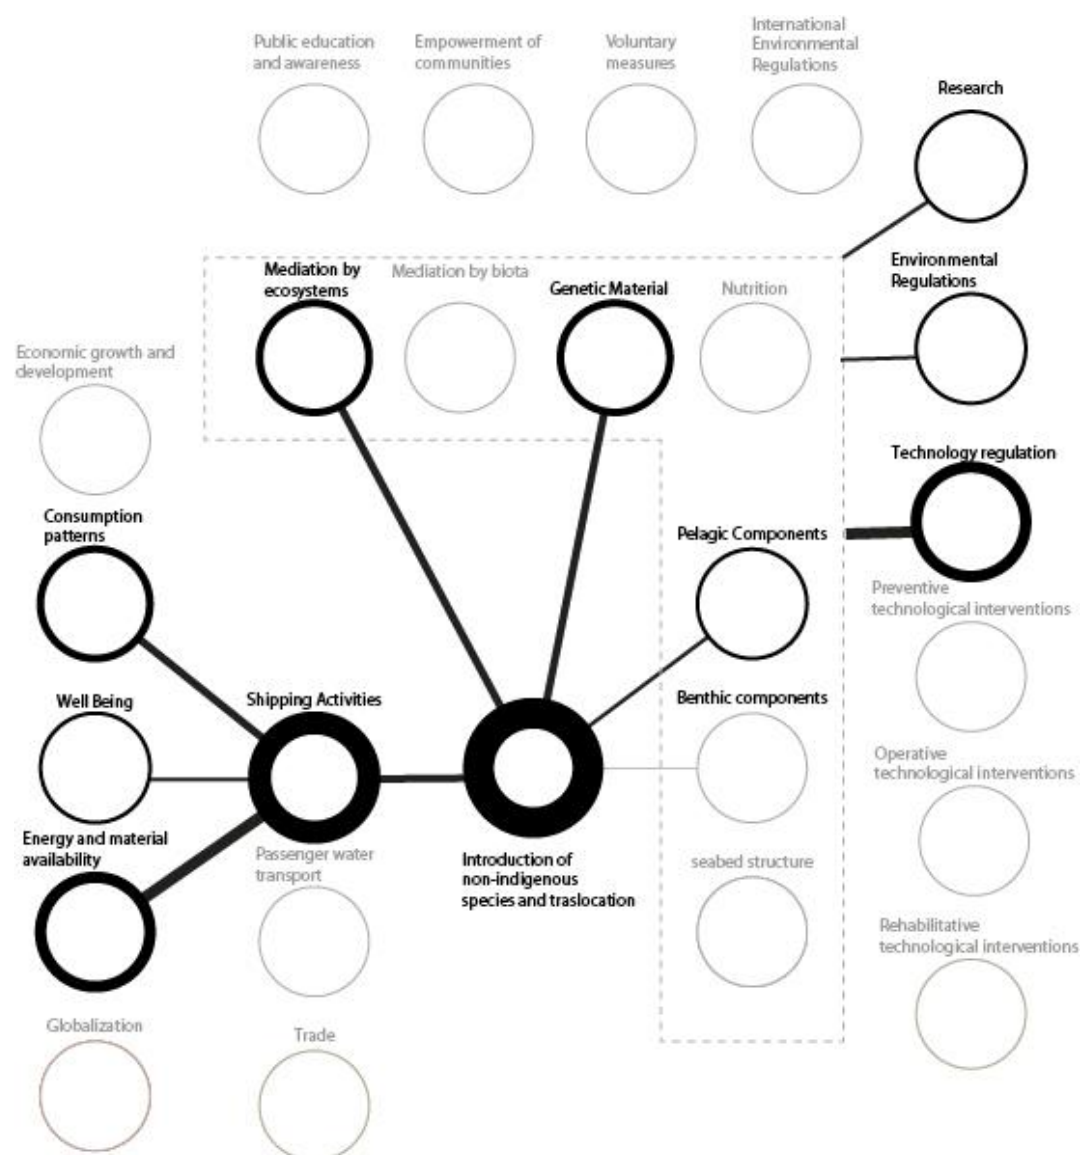 Public education
and awareness
Empowerment of
communities
Voluntary
measures
International
Environmental
Regulations
Research
Mediation by
ecosystems
Mediation by biota
Genetic Material
Nutrition
Environmental
Regulations
Economic growth and
development
Technology regulation
Consumption
patterns
Pelagic Components
Preventive
technological interventions
Well Being
Shipping Activities
Benthic components
Operative
technological interventions
Energy and material
availability
Passenger water
transport
Introduction of
non-indigenous
species and traslocation
seabed structure
Rehabilitative
technological interventions
Globalization
Trade